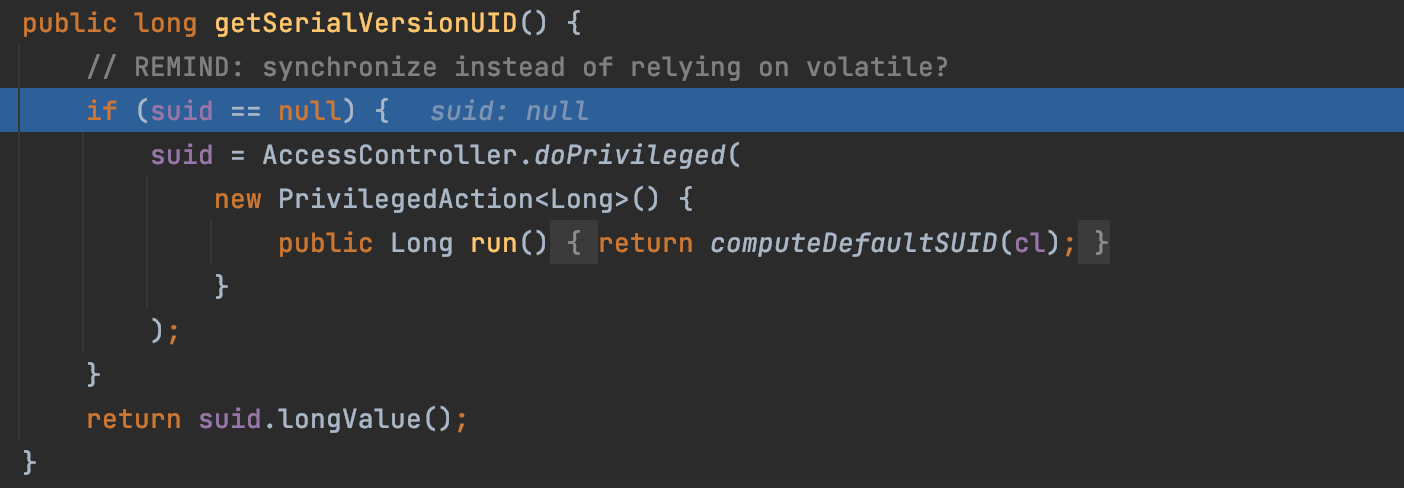 public long getSerialVersionUID() {
// REMIND: synchronize instead of relying on volatile?
if (suid == null) { suid: null
suid = AccessController.doPrivileged(
new PrivilegedAction<Long>() {
public Long run() { return computeDefaultSUID(cl); }
}
);
}
return suid.longValue();
}